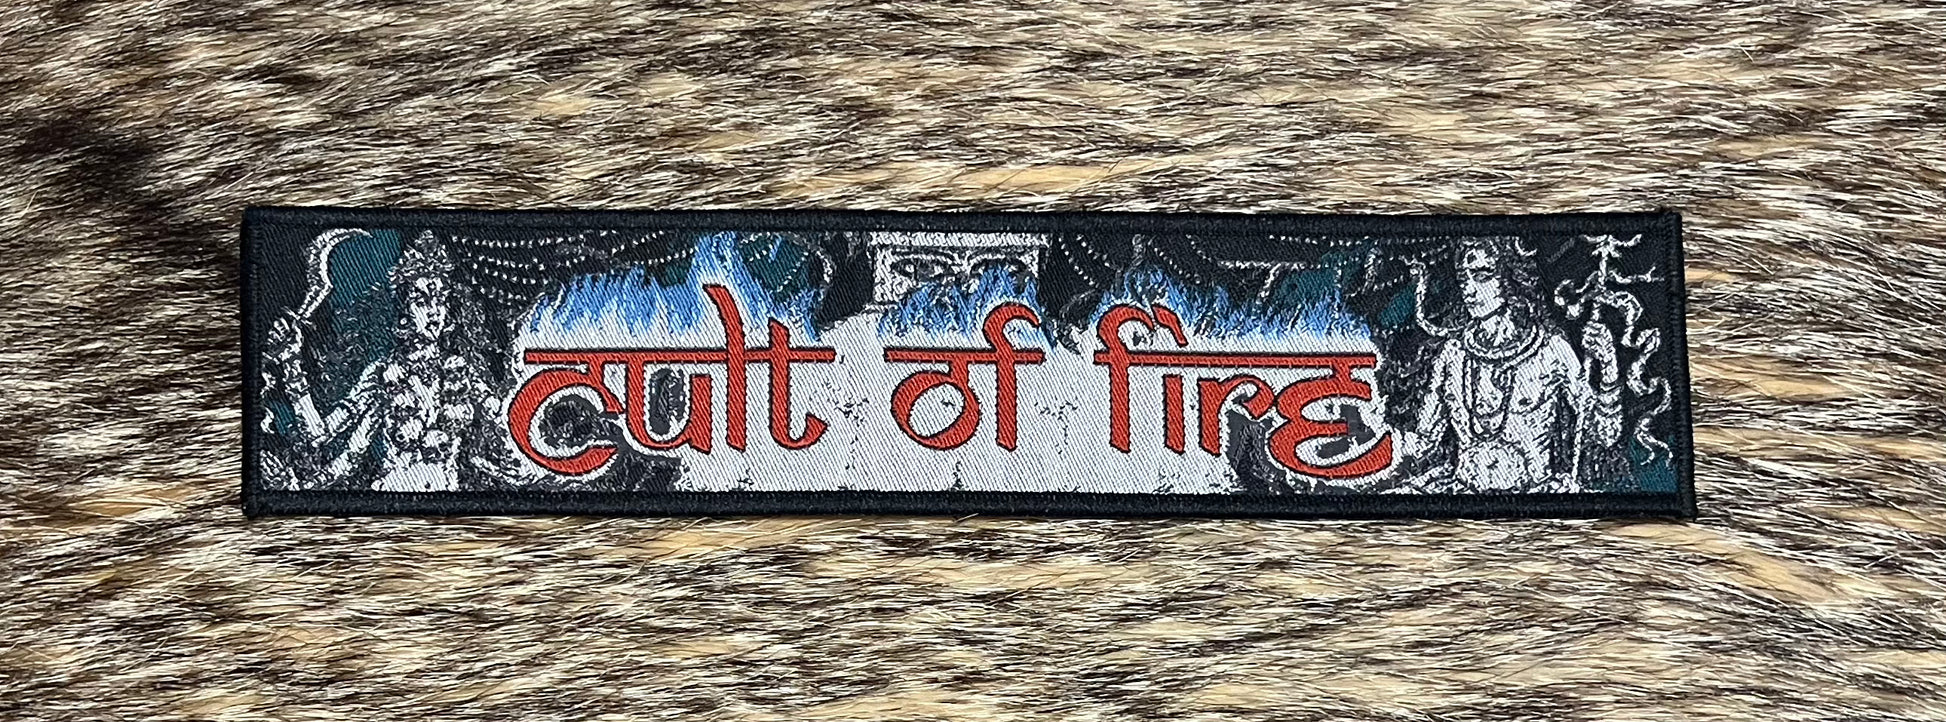 cult of fire